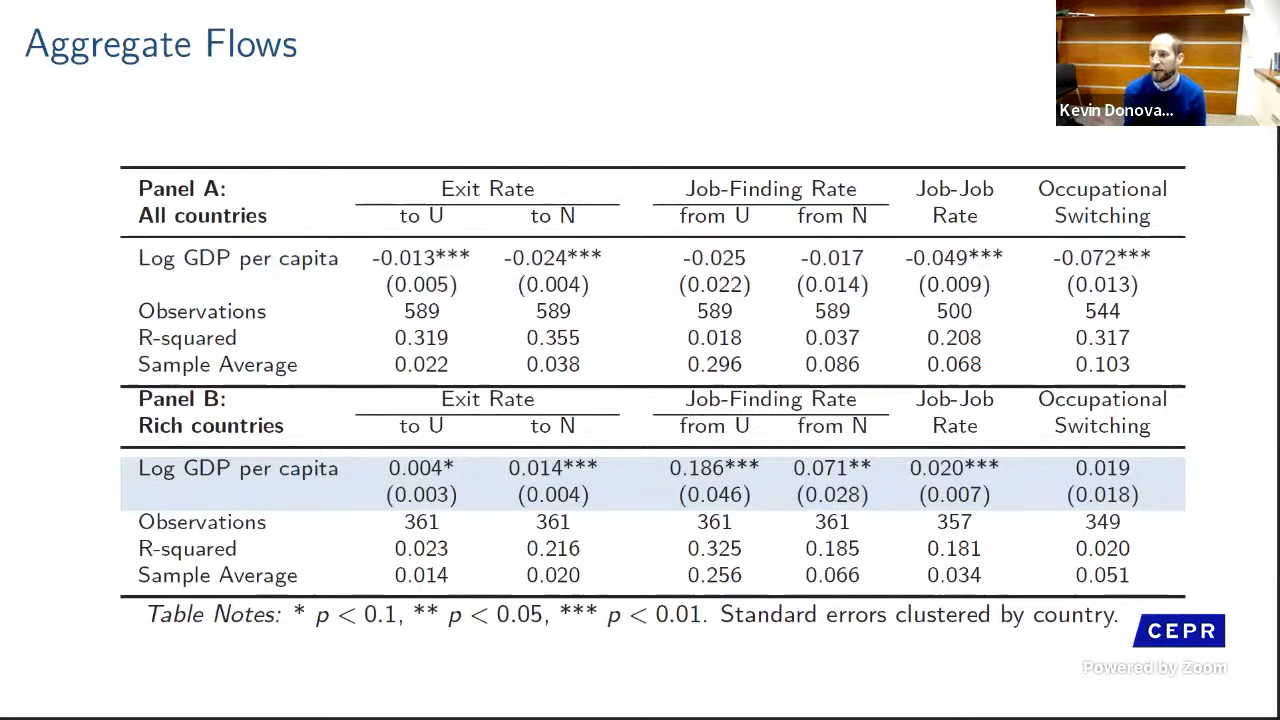 Aggregate Flows
Kevin Donova...
Panel A: Exit Rate Job-Finding Rate Job-Job Occupational
All countries to U to N from U from N Rate Switching
Log GDP per capita -0.013*** -0.024*** -0.025 -0.017 -0.049*** -0.072***
(0.005) (0.004) (0.022) (0.014) (0.009) (0.013)
Observations 589 589 589 589 500 544
R-squared 0.319 0.355 0.018 0.037 0.208 0.317
Sample Average 0.022 0.038 0.296 0.086 0.068 0.103
Panel B: Exit Rate Job-Finding Rate Job-Job Occupational
Rich countries to U to N from U from N Rate Switching
Log GDP per capita 0.004* 0.014*** 0.186*** 0.071** 0.020*** 0.019
(0.003) (0.004) (0.046) (0.028) (0.007) (0.018)
Observations 361 361 361 361 357 349
R-squared 0.023 0.216 0.325 0.185 0.181 0.020
Sample Average 0.014 0.020 0.256 0.066 0.034 0.051
Table Notes: * p < 0.1, ** p < 0.05, *** p < 0.01. Standard errors clustered by country.
CEPR
Powered by Zoom